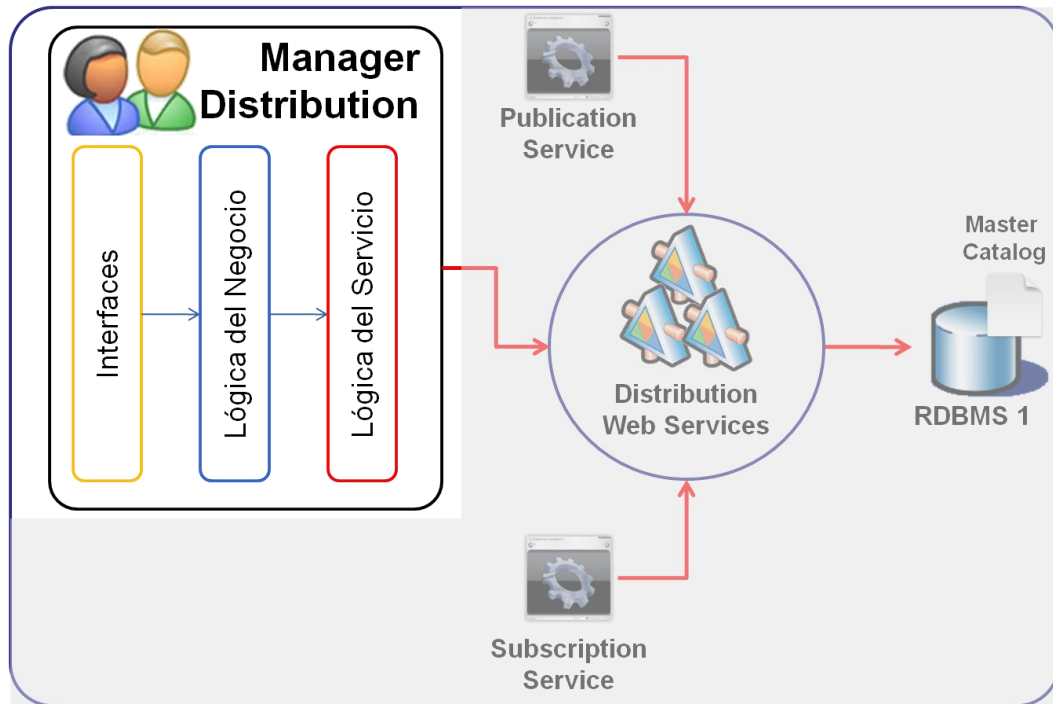 Manager
Distribution
Interfaces
Lógica del Negocio
Lógica del Servicio
Publication
Service
Distribution
Web Services
Master
Catalog
RDBMS 1
Subscription
Service